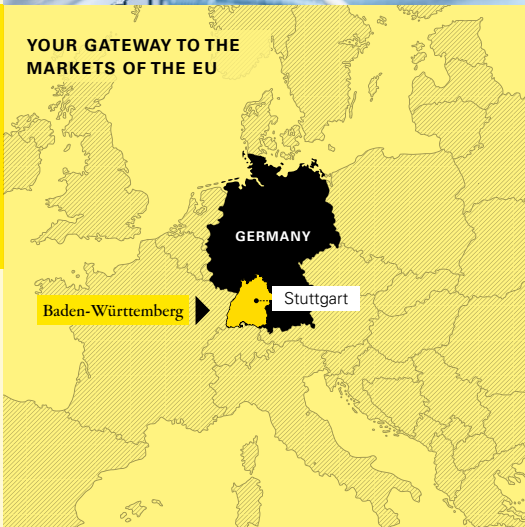 YOUR GATEWAY TO THE
MARKETS OF THE EU
GERMANY
Stuttgart
Baden-Württemberg